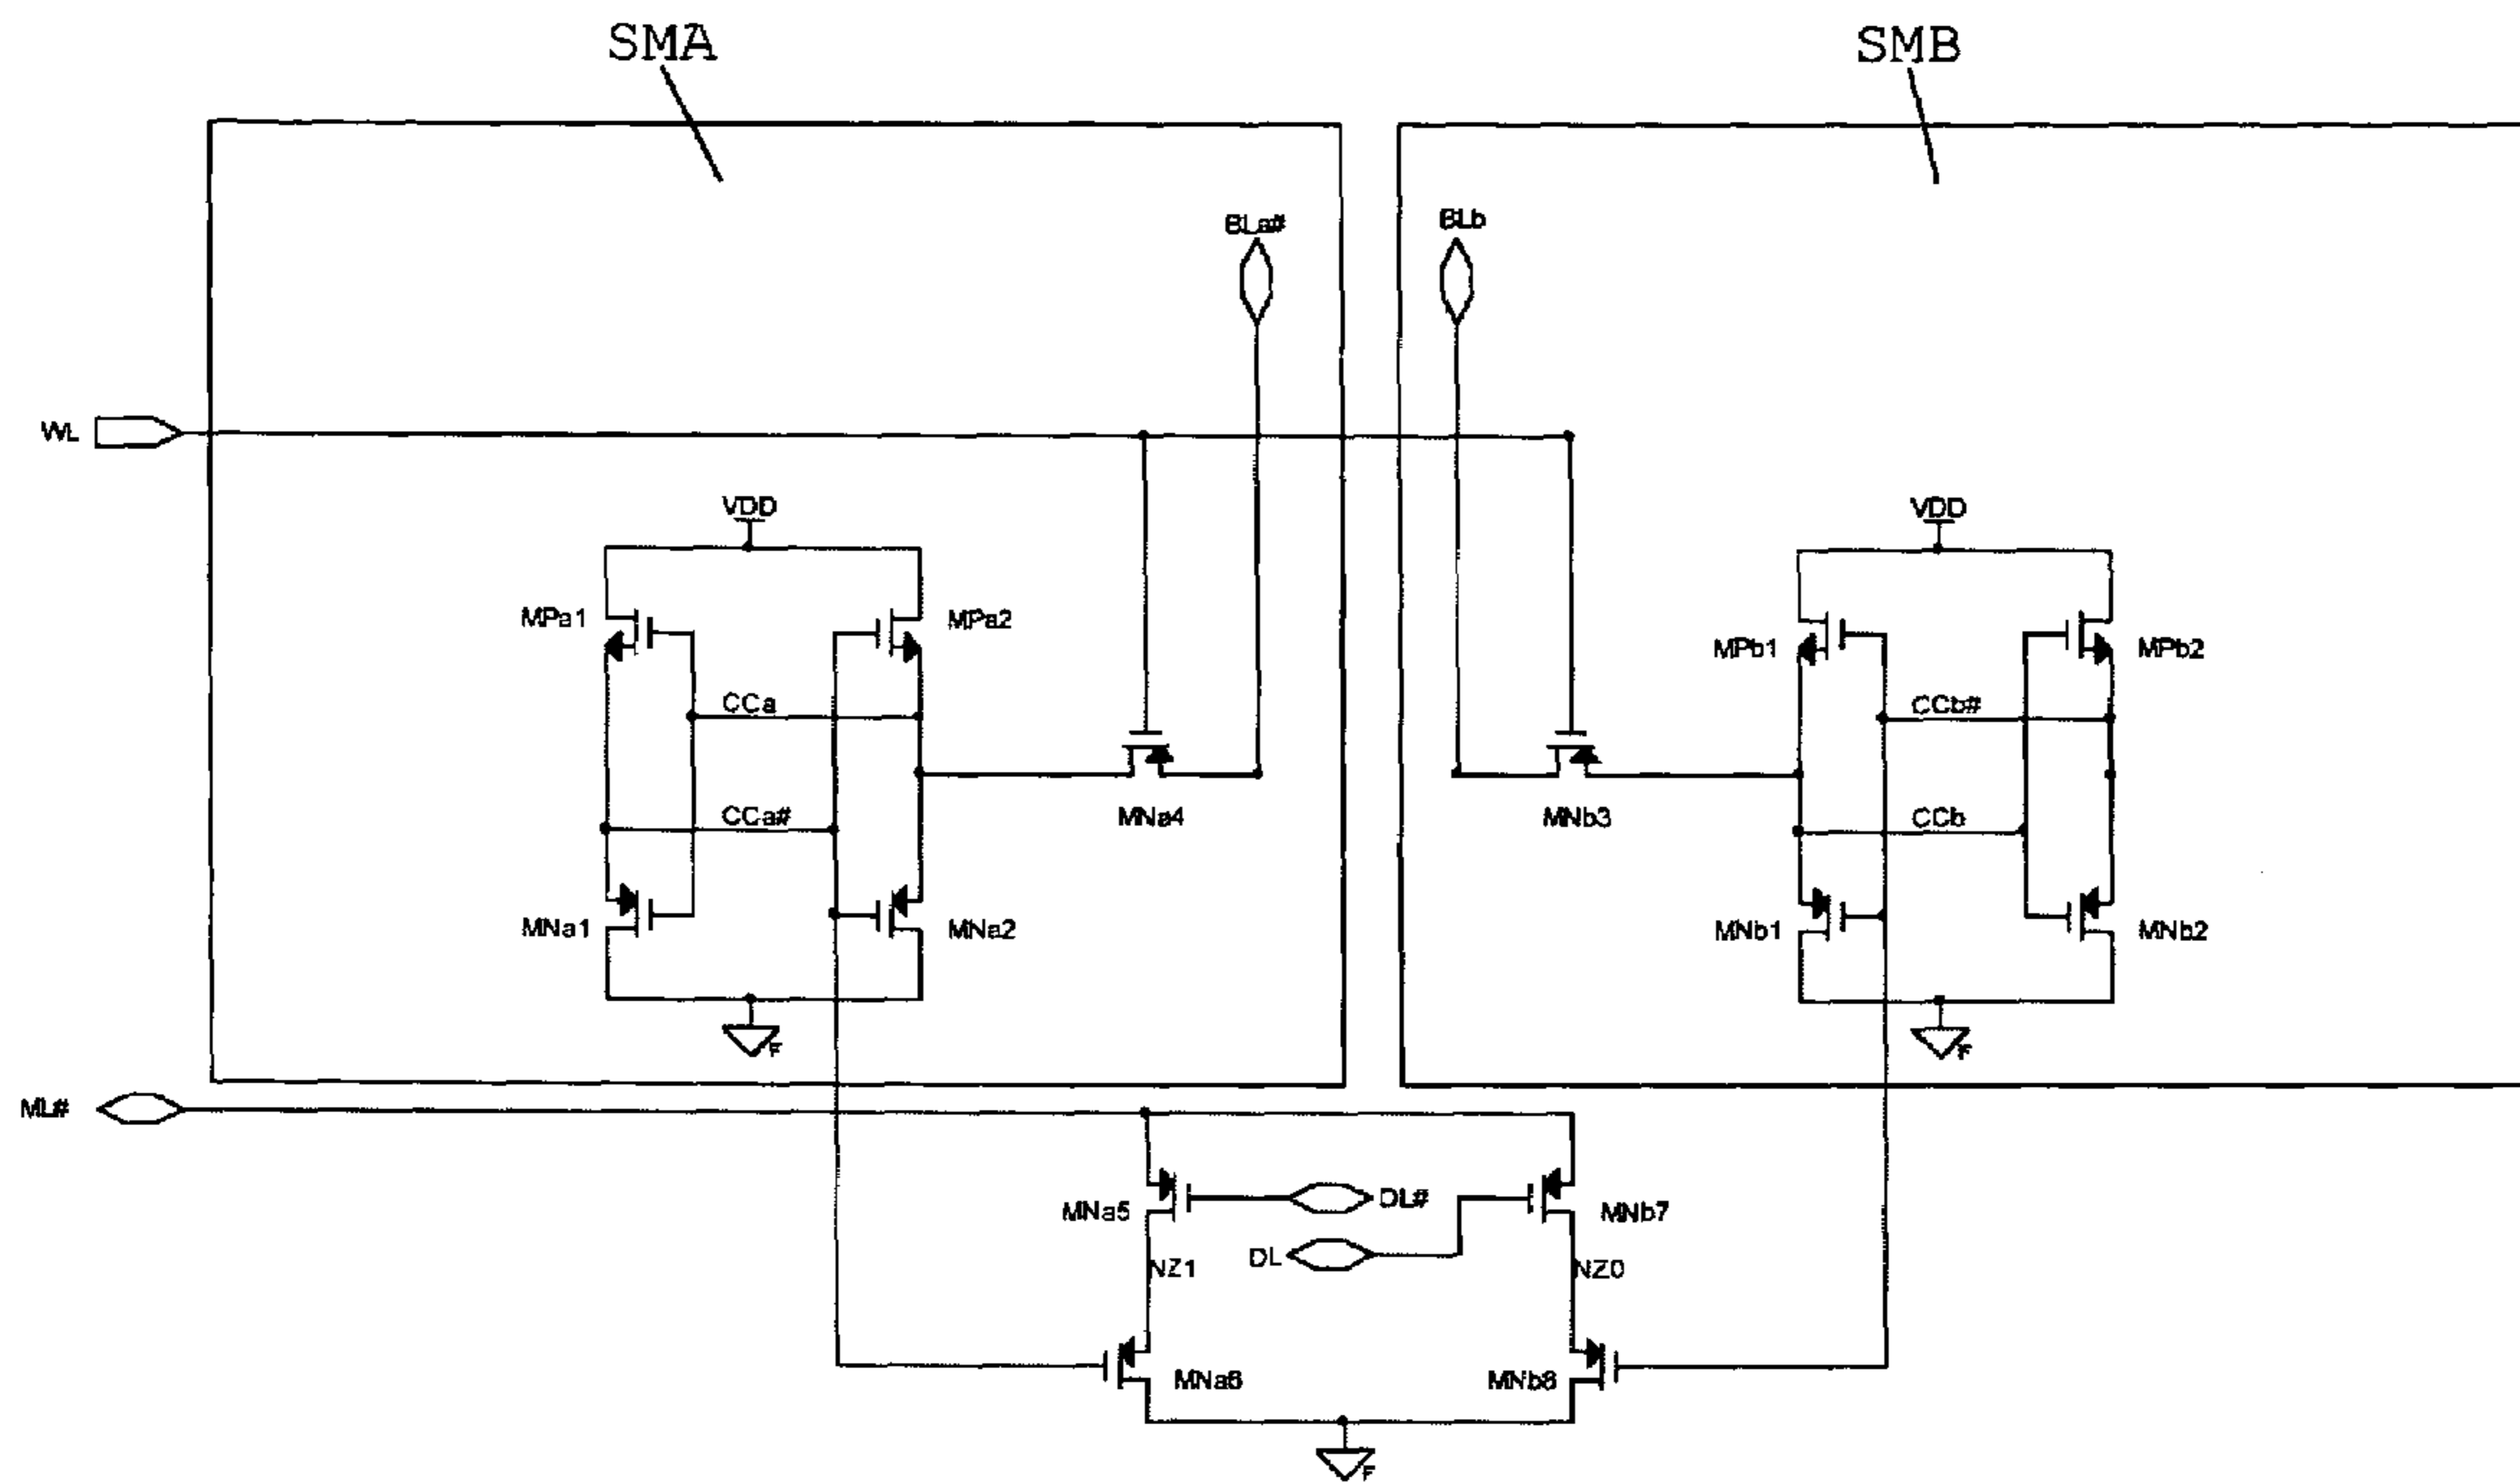 SMA
SMB
BLa#
BLb
WL
VDD
VDD
MPa1
MPa2
MPb1
MPb2
CCa
CCb#
CCa#
CCb
MNa4
MNb3
MNa1
MNa2
MNb1
MNb2
F
F
ML#
MNa5
DL#
MNb7
DL
NZ1
NZ0
MNa6
MNb8
F